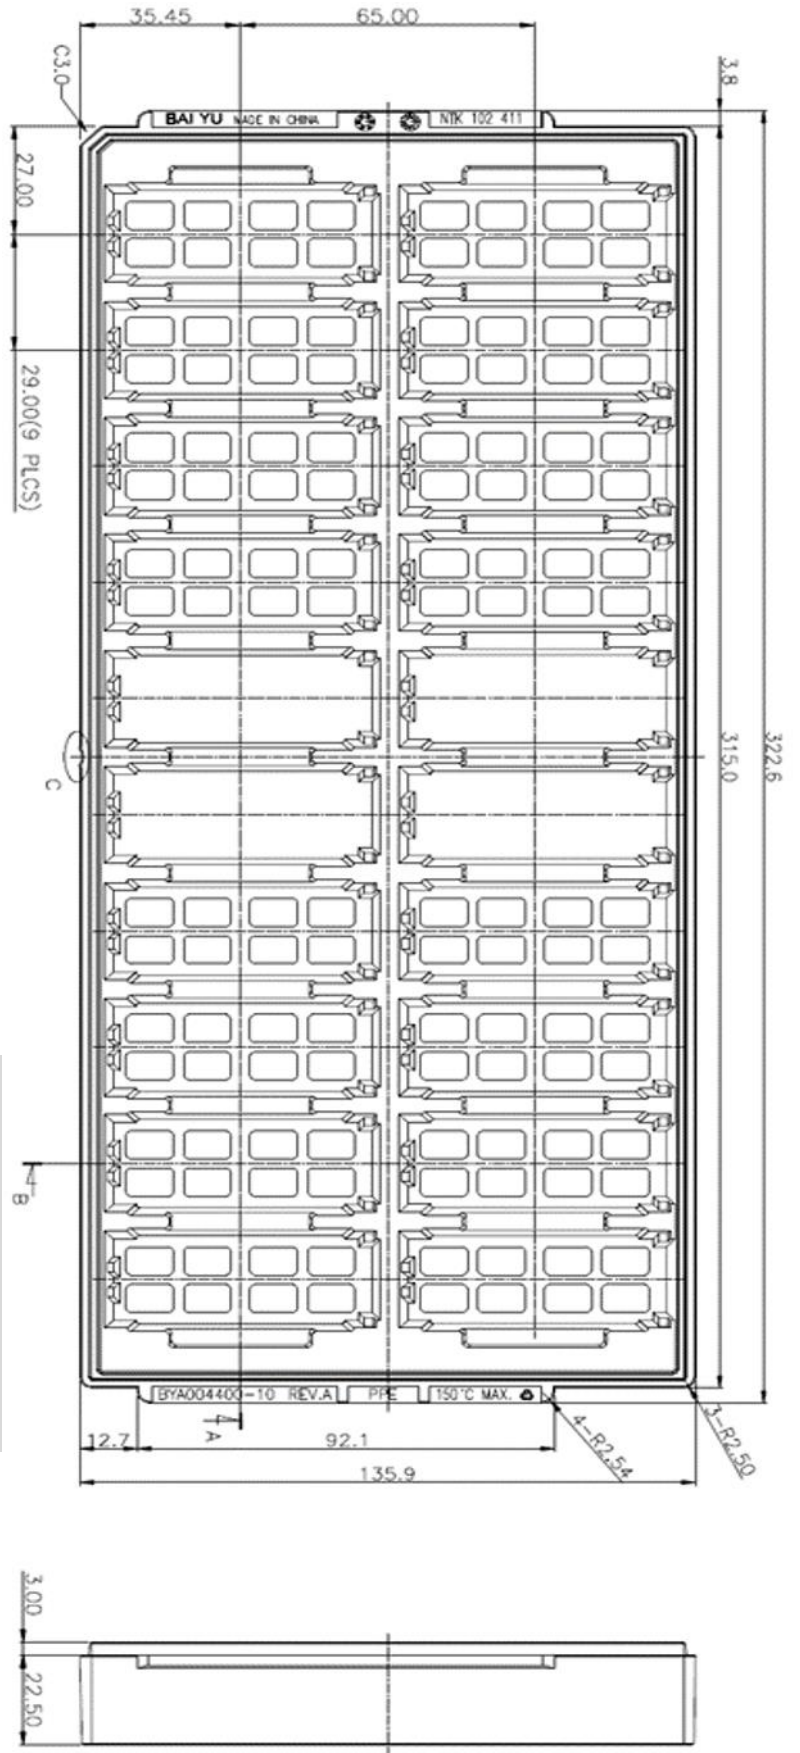 35.45
65.00
C3.0
3.8
BAI YU MADE IN CHINA
NTK 102 411
27.00
29.00(9 PLCS)
315.0
322.6
C
B
BYA004400-10 REV.A
PPE
150°C MAX.
A
12.7
92.1
135.9
4-R2.54
3-R2.50
3.00
22.50